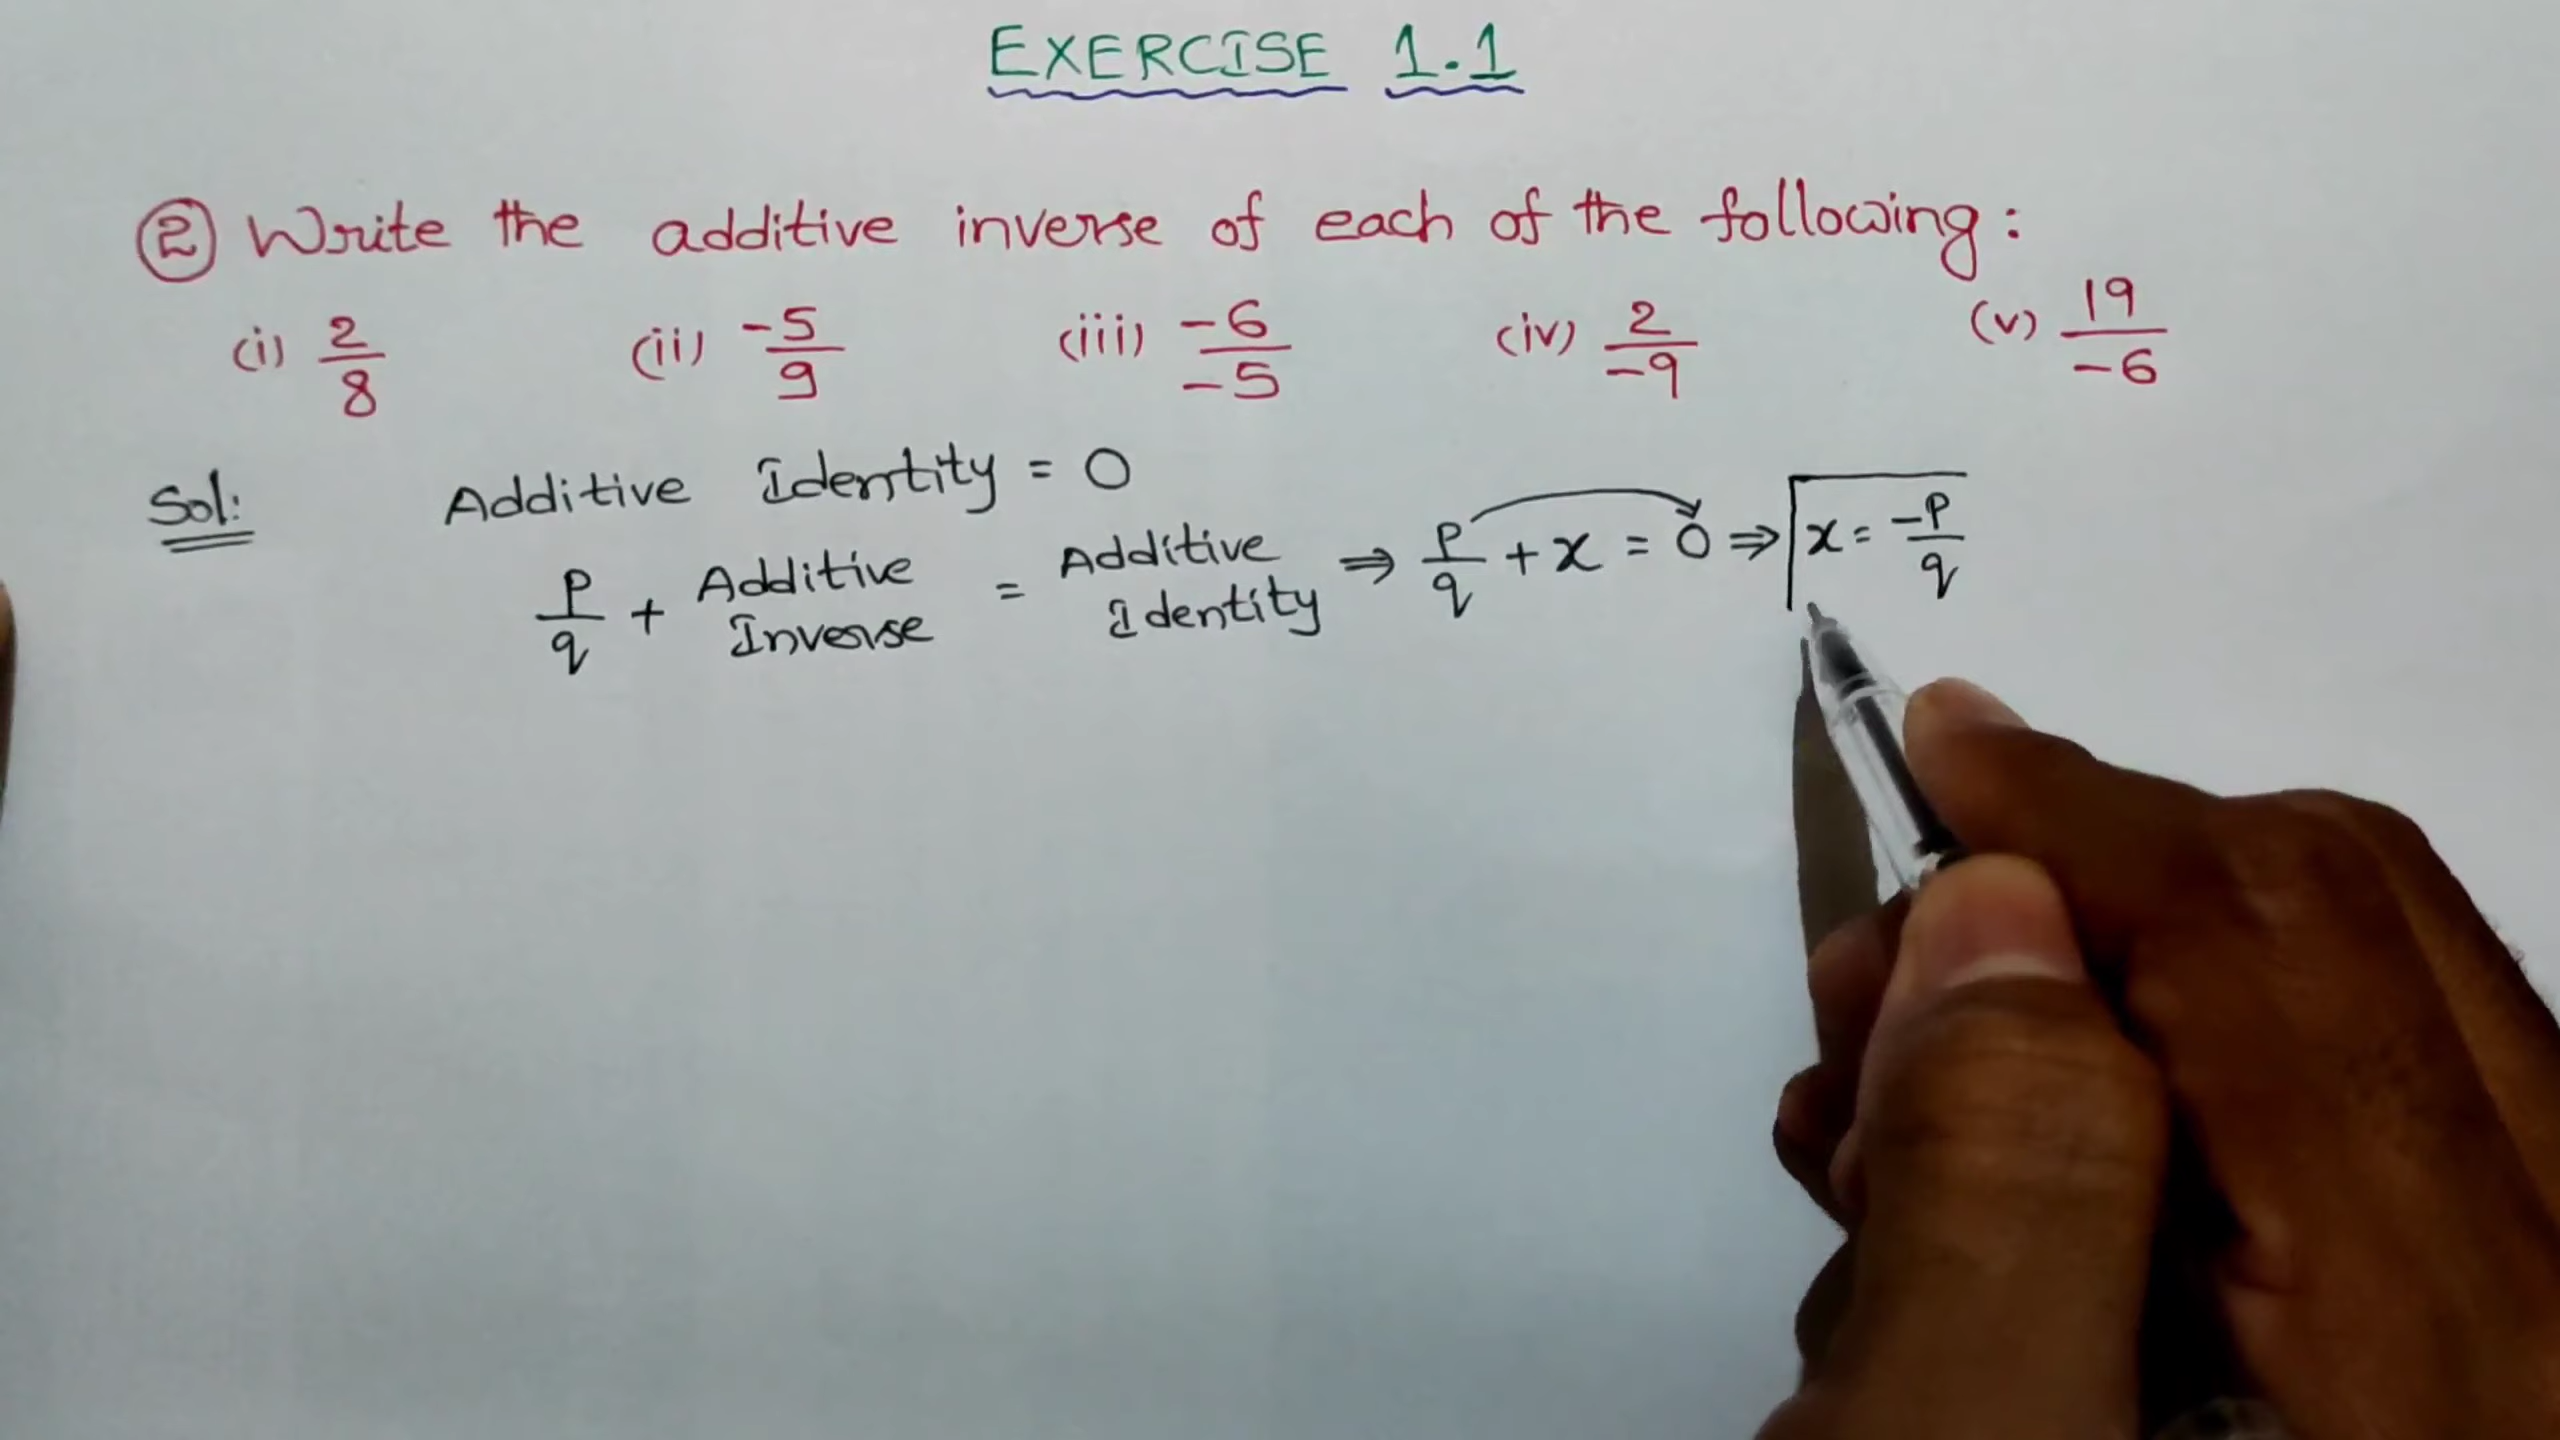 EXERCISE 1.1
② Write the additive inverse of each of the following:
(i) 2/8 (ii) -5/9 (iii) -6/-5 (iv) 2/-9 (v) 19/-6
Sol: Additive Identity = 0
p/q + Additive Inverse = Additive Identity ⇒ p/q + x = 0 ⇒ x = -p/q